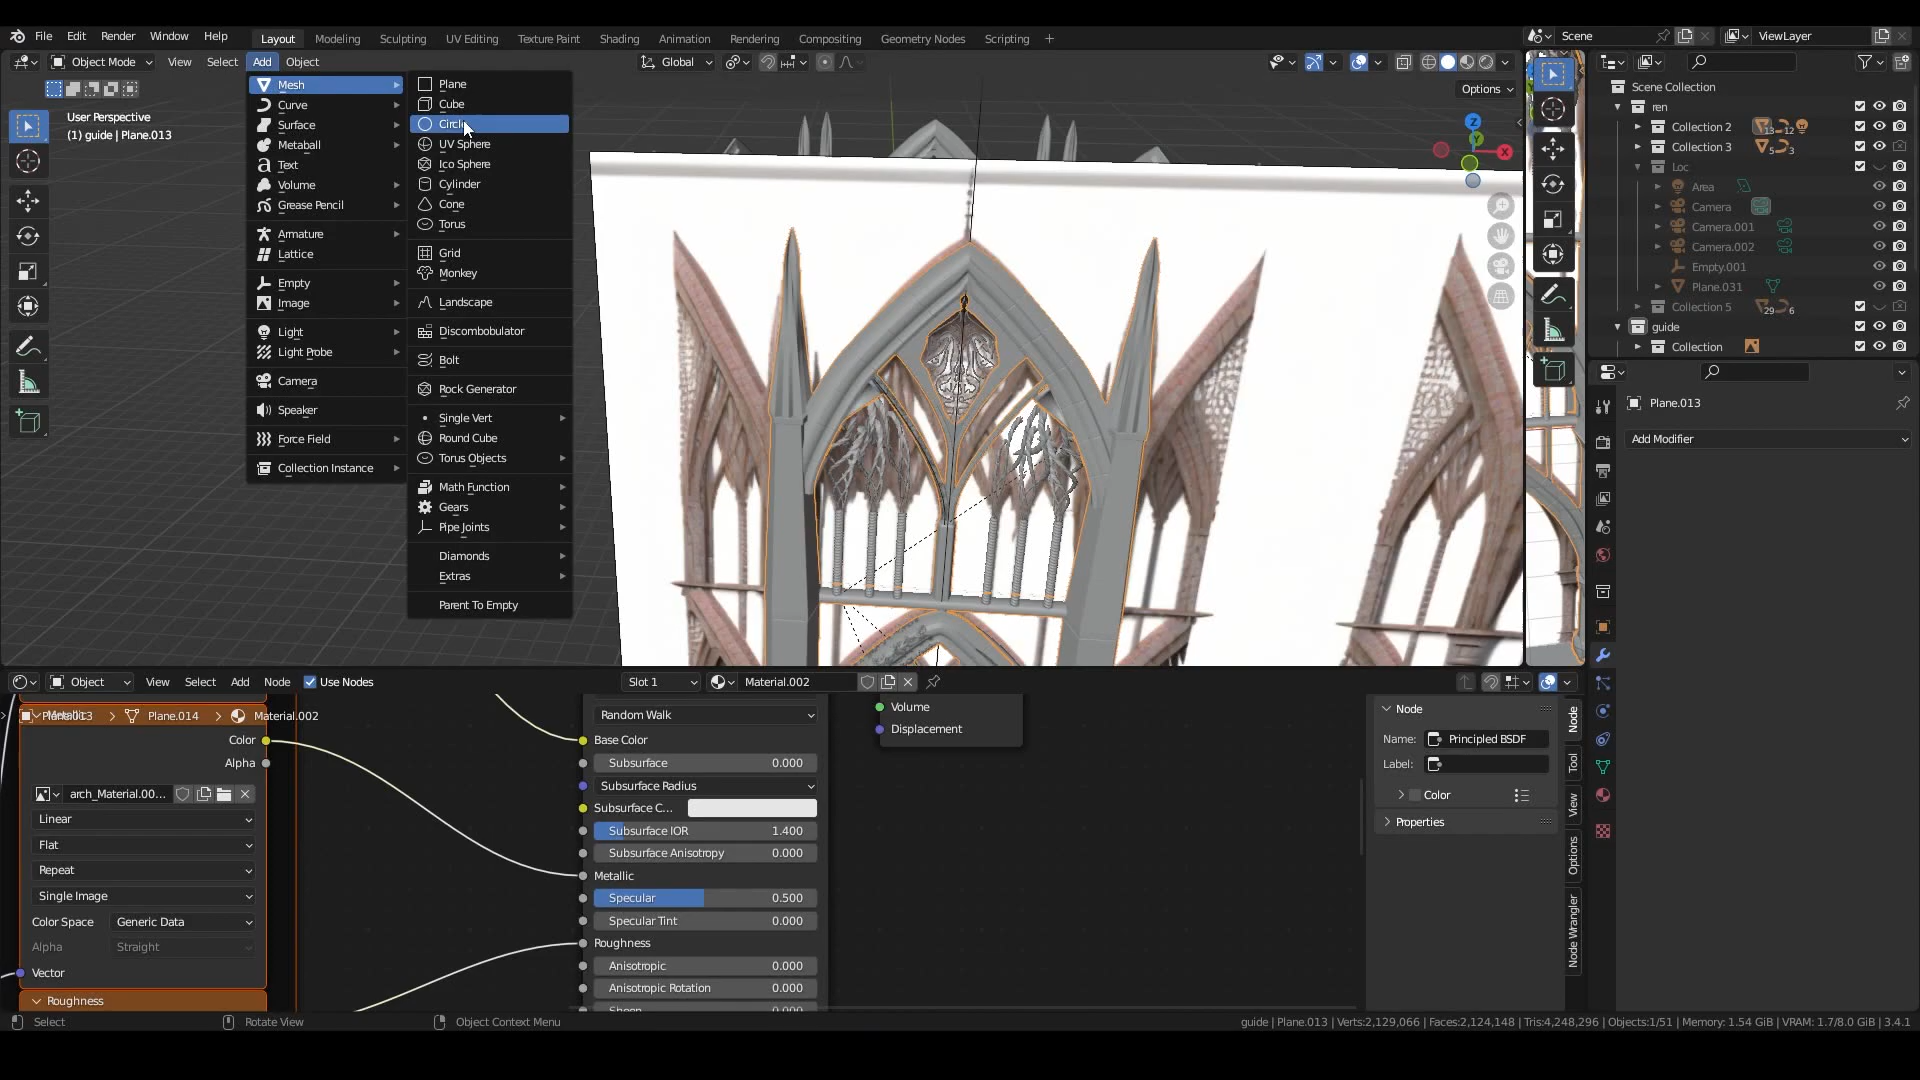 File Edit Render Window Help
Layout Modeling Sculpting UV Editing Texture Paint Shading Animation Rendering Compositing Geometry Nodes Scripting +
Scene
ViewLayer
Object Mode View Select Add Object
Global
Options
User Perspective
(1) guide | Plane.013
Mesh
Curve
Surface
Metaball
Text
Volume
Grease Pencil
Armature
Lattice
Empty
Image
Light
Light Probe
Camera
Speaker
Force Field
Collection Instance
Plane
Cube
Circle
UV Sphere
Ico Sphere
Cylinder
Cone
Torus
Grid
Monkey
Landscape
Discombobulator
Bolt
Rock Generator
Single Vert
Round Cube
Torus Objects
Math Function
Gears
Pipe Joints
Diamonds
Extras
Parent To Empty
Z
Y
X
Scene Collection
ren
Collection 2 13 12
Collection 3 5 3
Loc
Area
Camera
Camera.001
Camera.002
Empty.001
Plane.031
Collection 5 29 6
guide
Collection
Plane.013
Add Modifier
Object View Select Add Node Use Nodes
Slot 1
Material.002
Plane.014
Material.002
Color
Alpha
arch_Material.00...
Linear
Flat
Repeat
Single Image
Color Space Generic Data
Alpha Straight
Vector
Roughness
Random Walk
Base Color
Subsurface 0.000
Subsurface Radius
Subsurface C...
Subsurface IOR 1.400
Subsurface Anisotropy 0.000
Metallic
Specular 0.500
Specular Tint 0.000
Roughness
Anisotropic 0.000
Anisotropic Rotation 0.000
Volume
Displacement
Node
Name: Principled BSDF
Label:
Color
Properties
Node
Tool
View
Options
Node Wrangler
Select
Rotate View
Object Context Menu
guide | Plane.013 | Verts:2,129,066 | Faces:2,124,148 | Tris:4,248,296 | Objects:1/51 | Memory: 1.54 GiB | VRAM: 1.7/8.0 GiB | 3.4.1